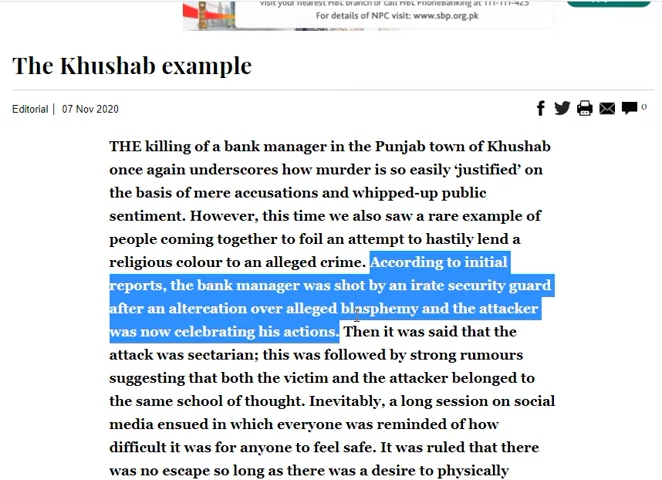 visit your nearest HBL branch or call HBL PhoneBanking at 111-111-425
For details of NPC visit: www.sbp.org.pk
The Khushab example
Editorial | 07 Nov 2020
0
THE killing of a bank manager in the Punjab town of Khushab
once again underscores how murder is so easily ‘justified’ on
the basis of mere accusations and whipped-up public
sentiment. However, this time we also saw a rare example of
people coming together to foil an attempt to hastily lend a
religious colour to an alleged crime. According to initial
reports, the bank manager was shot by an irate security guard
after an altercation over alleged blasphemy and the attacker
was now celebrating his actions. Then it was said that the
attack was sectarian; this was followed by strong rumours
suggesting that both the victim and the attacker belonged to
the same school of thought. Inevitably, a long session on social
media ensued in which everyone was reminded of how
difficult it was for anyone to feel safe. It was ruled that there
was no escape so long as there was a desire to physically